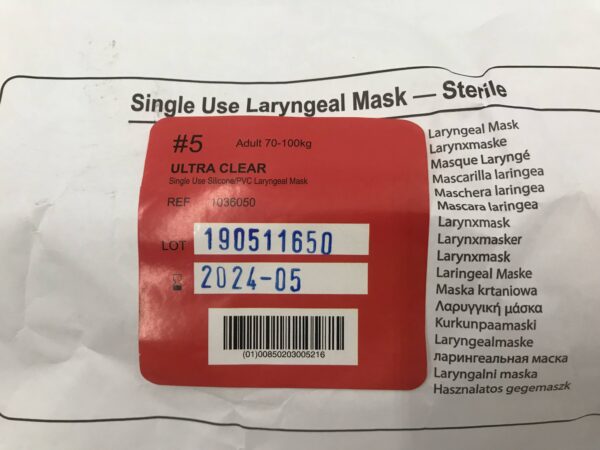 Single Use Laryngeal Mask — Sterile
#5 Adult 70-100kg
ULTRA CLEAR
Single Use Silicone/PVC Laryngeal Mask
REF 1036050
LOT 190511650
2024-05
(01)00850203005216
Laryngeal Mask
Larynxmaske
Masque Laryngé
Mascarilla laringea
Maschera laringea
Mascara laringea
Larynxmask
Larynxmasker
Larynxmask
Laringeal Maske
Maska krtaniowa
Λαρυγγική μάσκα
Kurkunpaamaski
Laryngealmaske
ларингеальная маска
Laryngalni maska
Hasznalatos gegemaszk